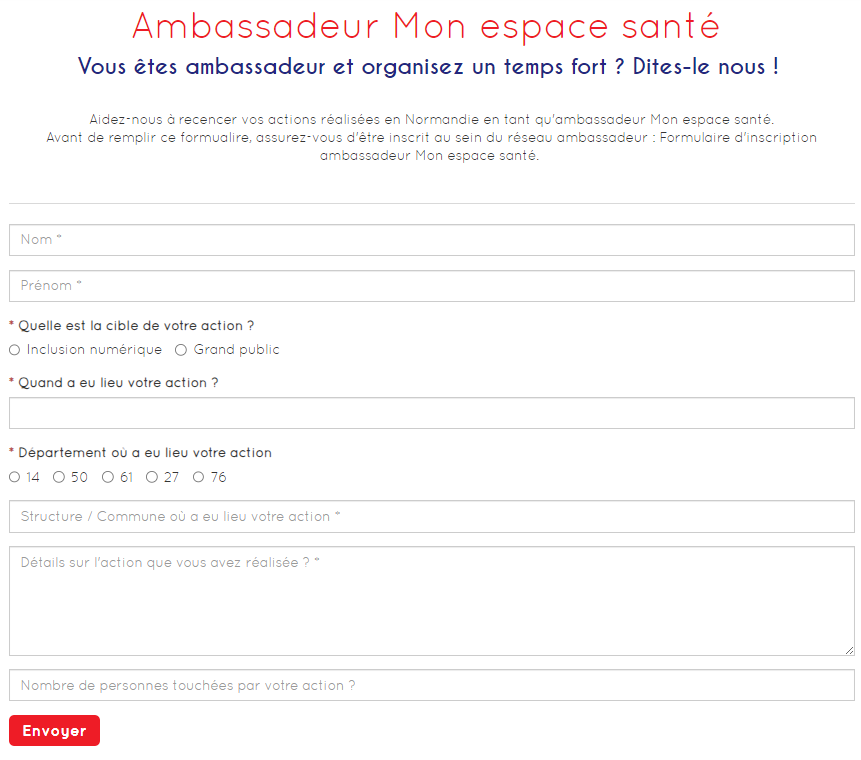 Ambassadeur Mon espace santé
Vous êtes ambassadeur et organisez un temps fort ? Dites-le nous !
Aidez-nous à recencer vos actions réalisées en Normandie en tant qu'ambassadeur Mon espace santé.
Avant de remplir ce formualire, assurez-vous d'être inscrit au sein du réseau ambassadeur : Formulaire d'inscription
ambassadeur Mon espace santé.
Nom *
Prénom *
* Quelle est la cible de votre action ?
Inclusion numérique Grand public
* Quand a eu lieu votre action ?
* Département où a eu lieu votre action
14 50 61 27 76
Structure / Commune où a eu lieu votre action *
Détails sur l'action que vous avez réalisée ? *
Nombre de personnes touchées par votre action ?
Envoyer